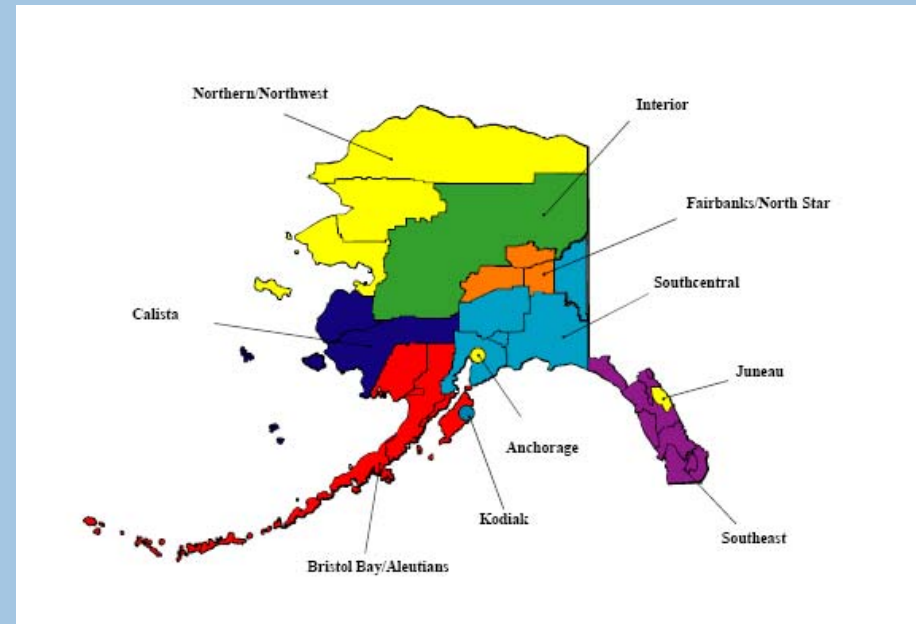 Northern/Northwest
Interior
Fairbanks/North Star
Southcentral
Calista
Juneau
Anchorage
Kodiak
Southeast
Bristol Bay/Aleutians